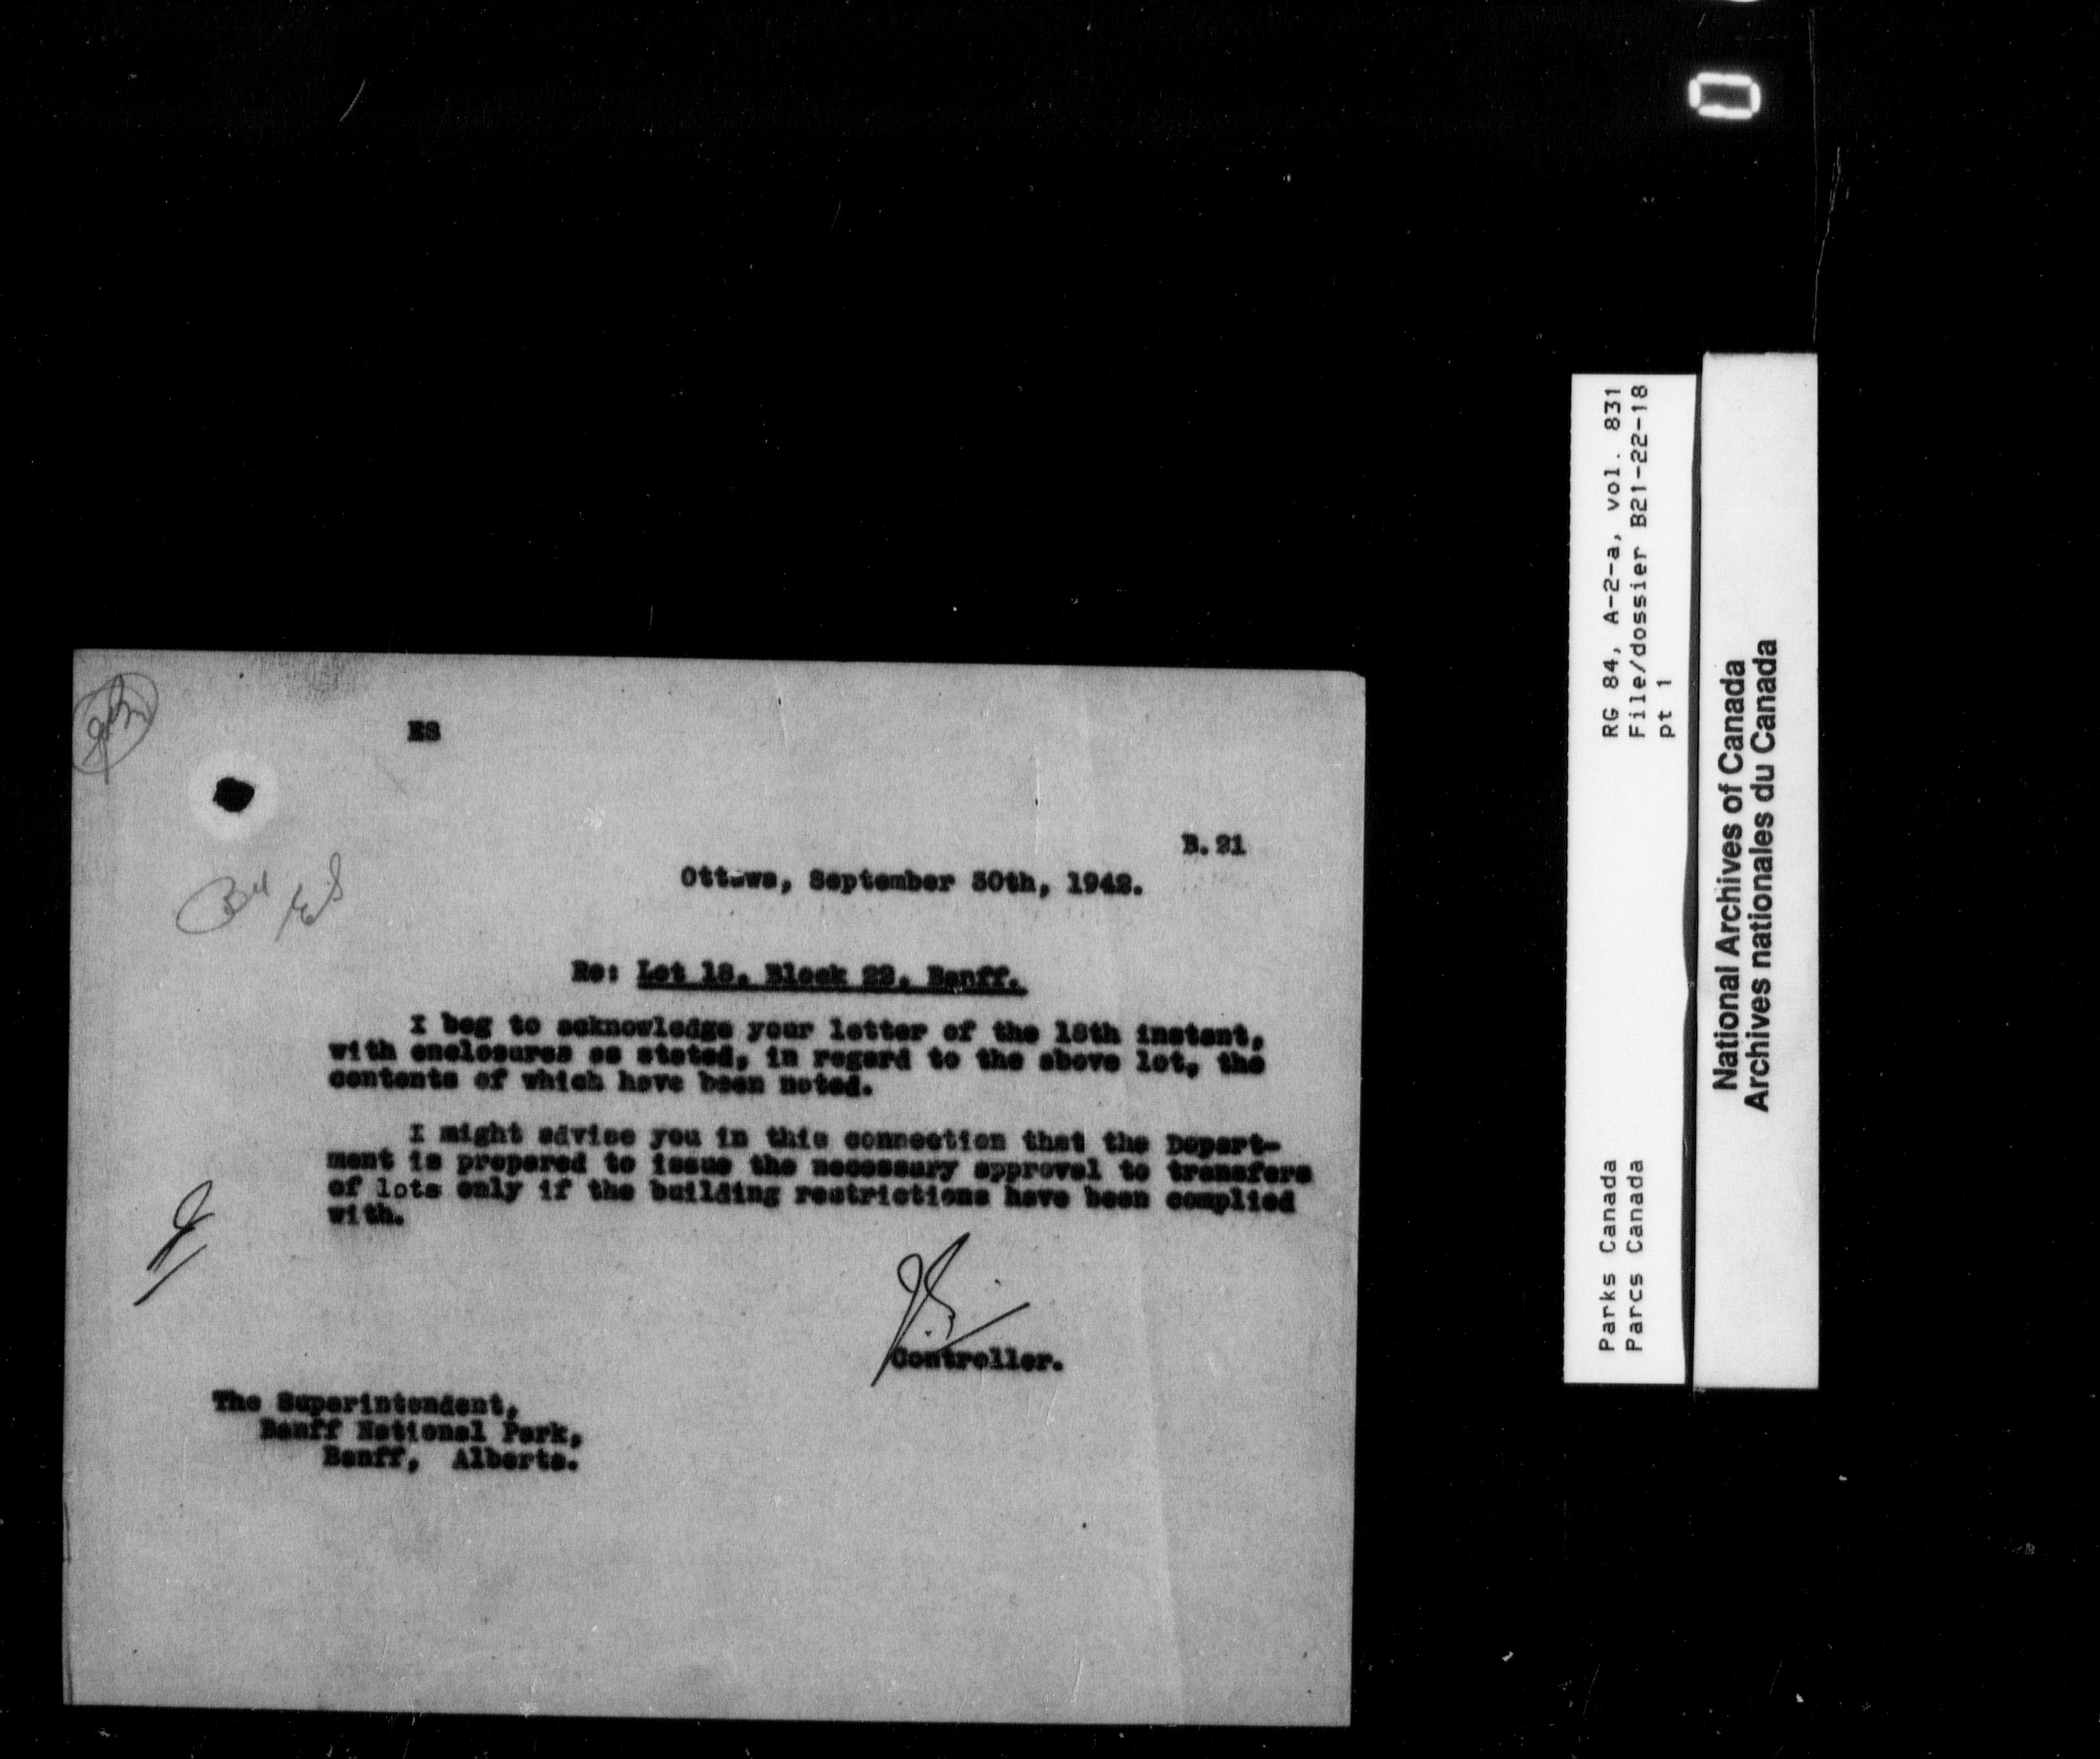 ES
B.21
Ottawa, September 30th, 1942.
Re: Lot 18, Block 22, Banff.
I beg to acknowledge your letter of the 18th instant,
with enclosures as stated, in regard to the above lot, the
contents of which have been noted.
I might advise you in this connection that the Depart-
ment is prepared to issue the necessary approval to transfers
of lots only if the building restrictions have been complied
with.
Controller.
The Superintendent,
Banff National Park,
Banff, Alberta.
RG 84, A-2-a, vol. 831
File/dossier B21-22-18
pt 1
Parks Canada
Parcs Canada
National Archives of Canada
Archives nationales du Canada
0